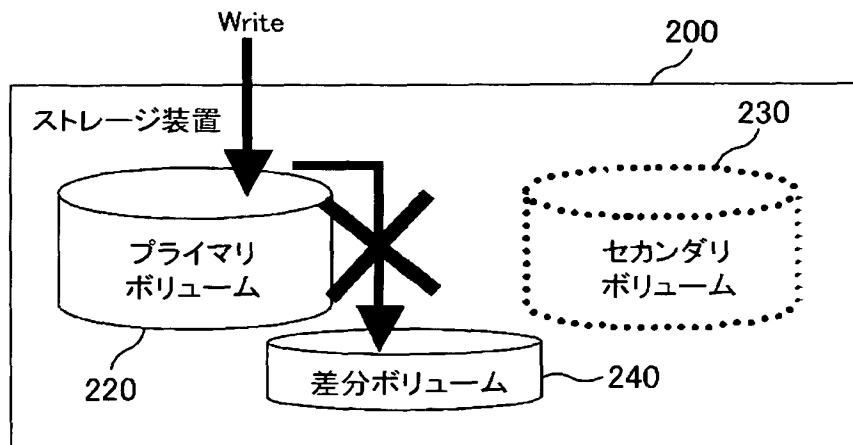 Write
200
ストレージ装置
230
プライマリ
ボリューム
セカンダリ
ボリューム
220
差分ボリューム
240